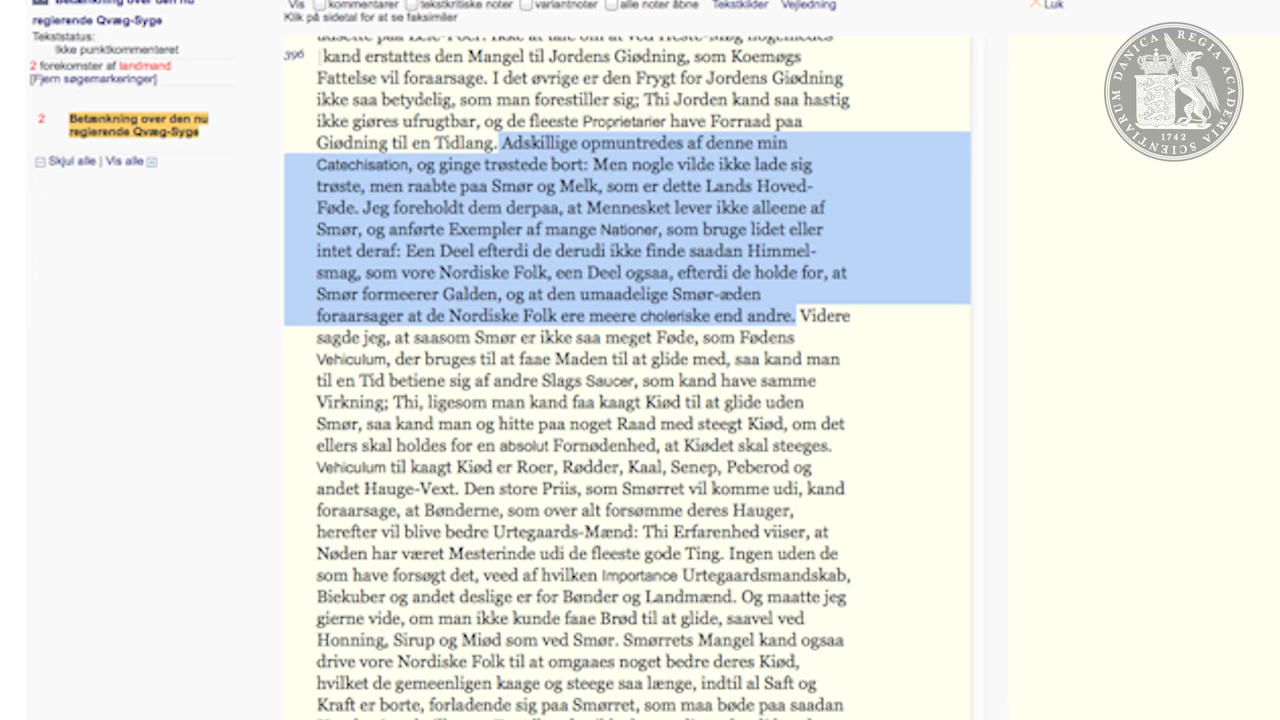 Betænkning over den nu
regierende Qvæg-Syge
Tekststatus:
Ikke punktkommenteret
2 forekomster af landmand
[Fjern søgemarkeringer]
2 Betænkning over den nu
regierende Qvæg-Syge
Skjul alle | Vis alle
Vis kommentarer tekstkritiske noter variantnoter alle noter åbne Tekstkilder Vejledning
Klik på sidetal for at se faksimiler
Luk
396 kand erstattes den Mangel til Jordens Giødning, som Koemøgs
Fattelse vil foraarsage. I det øvrige er den Frygt for Jordens Giødning
ikke saa betydelig, som man forestiller sig; Thi Jorden kand saa hastig
ikke giøres ufrugtbar, og de fleeste Proprietarier have Forraad paa
Giødning til en Tidlang. Adskillige opmuntredes af denne min
Catechisation, og ginge trøstede bort: Men nogle vilde ikke lade sig
trøste, men raabte paa Smør og Melk, som er dette Lands Hoved-
Føde. Jeg foreholdt dem derpaa, at Mennesket lever ikke alleene af
Smør, og anførte Exempler af mange Nationer, som bruge lidet eller
intet deraf: Een Deel efterdi de derudi ikke finde saadan Himmel-
smag, som vore Nordiske Folk, een Deel ogsaa, efterdi de holde for, at
Smør formeerer Galden, og at den umaadelige Smør-æden
foraarsager at de Nordiske Folk ere meere choleriske end andre. Videre
sagde jeg, at saasom Smør er ikke saa meget Føde, som Fødens
Vehiculum, der bruges til at faae Maden til at glide med, saa kand man
til en Tid betiene sig af andre Slags Saucer, som kand have samme
Virkning; Thi, ligesom man kand faa kaagt Kiød til at glide uden
Smør, saa kand man og hitte paa noget Raad med steegt Kiød, om det
ellers skal holdes for en absolut Fornødenhed, at Kiødet skal steeges.
Vehiculum til kaagt Kiød er Roer, Rødder, Kaal, Senep, Peberod og
andet Hauge-Vext. Den store Priis, som Smørret vil komme udi, kand
foraarsage, at Bønderne, som over alt forsømme deres Hauger,
herefter vil blive bedre Urtegaards-Mænd: Thi Erfarenhed viiser, at
Nøden har været Mesterinde udi de fleeste gode Ting. Ingen uden de
som have forsøgt det, veed af hvilken Importance Urtegaardsmandskab,
Biekuber og andet deslige er for Bønder og Landmænd. Og maatte jeg
gierne vide, om man ikke kunde faae Brød til at glide, saavel ved
Honning, Sirup og Miød som ved Smør. Smørrets Mangel kand ogsaa
drive vore Nordiske Folk til at omgaaes noget bedre deres Kiød,
hvilket de gemeenligen kaage og steege saa længe, indtil al Saft og
Kraft er borte, forladende sig paa Smørret, som maa bøde paa saadan
REGIA ACADEMIA SCIENTIARUM DANICA
1742